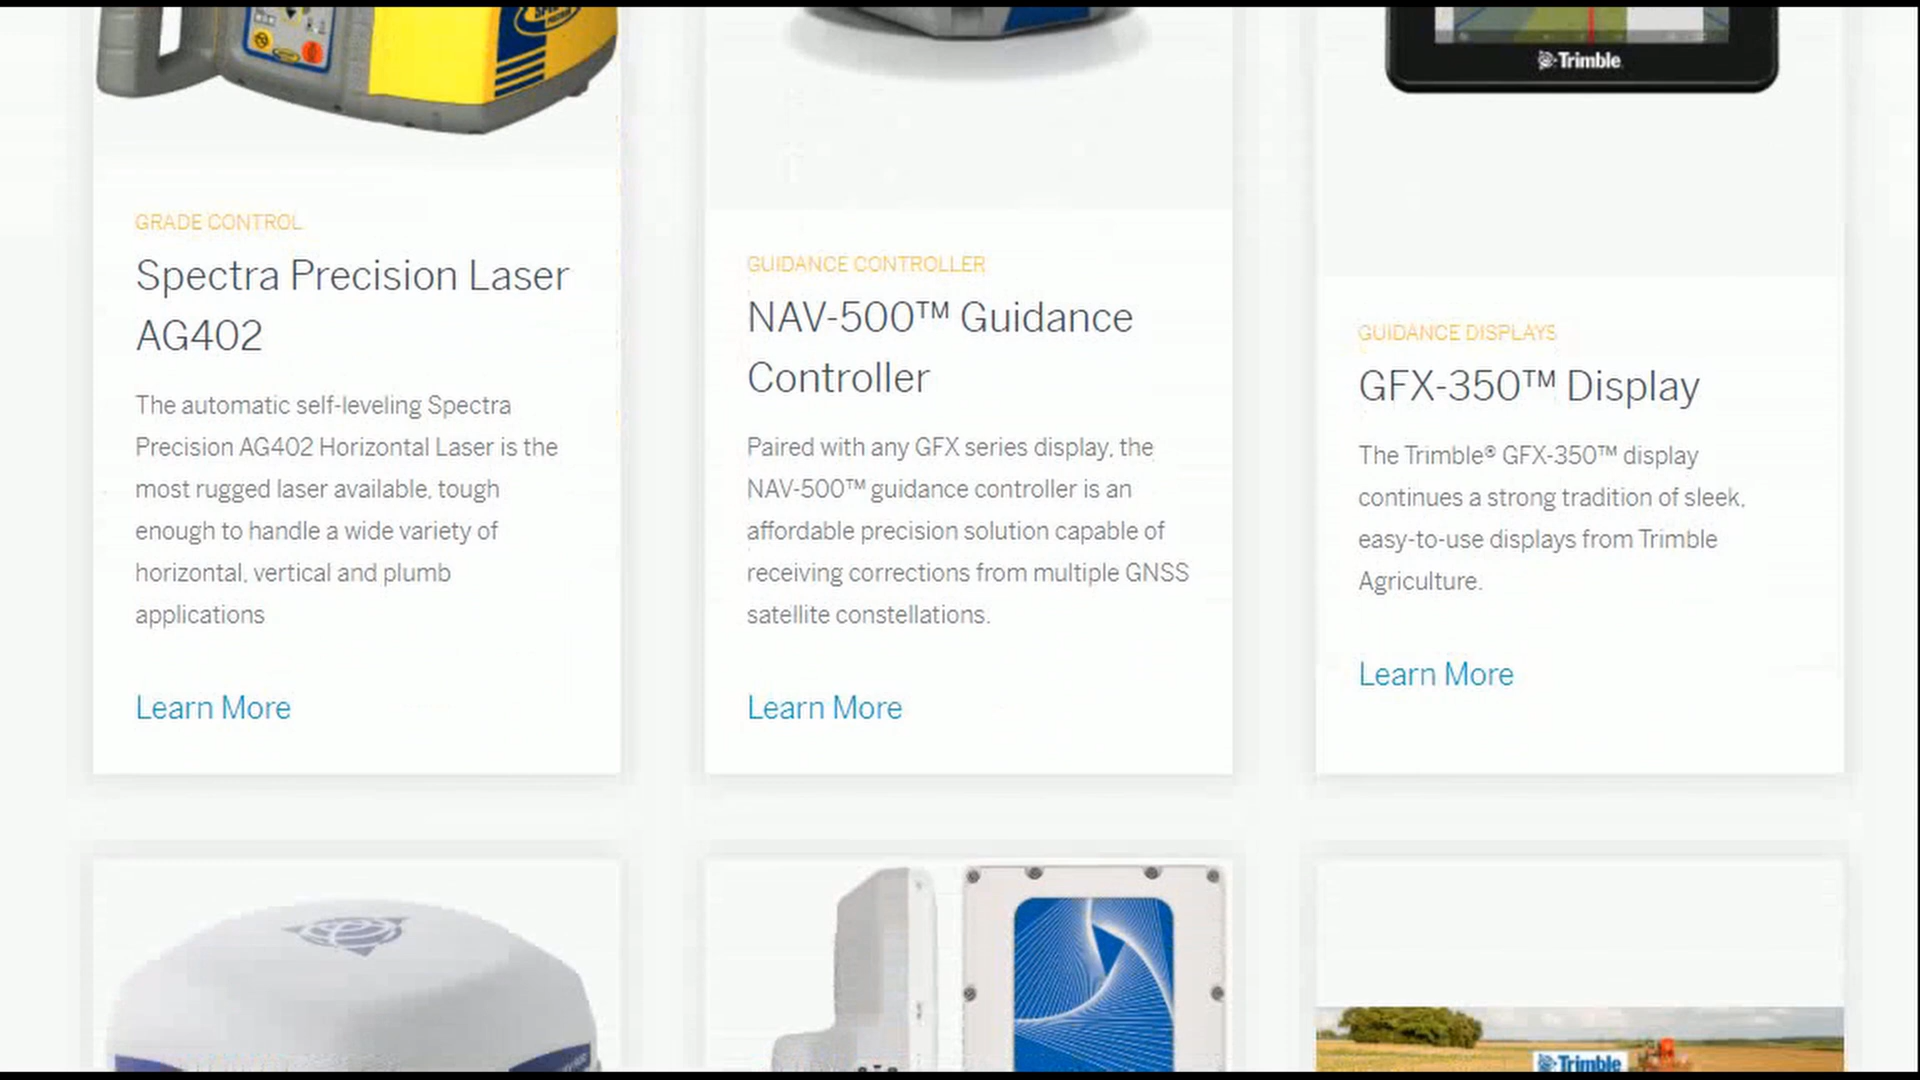 Trimble
GRADE CONTROL
Spectra Precision Laser
AG402
The automatic self-leveling Spectra
Precision AG402 Horizontal Laser is the
most rugged laser available, tough
enough to handle a wide variety of
horizontal, vertical and plumb
applications
Learn More
GUIDANCE CONTROLLER
NAV-500™ Guidance
Controller
Paired with any GFX series display, the
NAV-500™ guidance controller is an
affordable precision solution capable of
receiving corrections from multiple GNSS
satellite constellations.
Learn More
GUIDANCE DISPLAYS
GFX-350™ Display
The Trimble® GFX-350™ display
continues a strong tradition of sleek,
easy-to-use displays from Trimble
Agriculture.
Learn More
Trimble